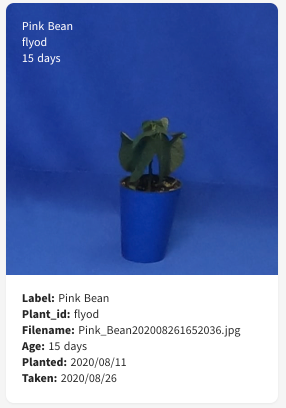 Pink Bean
flyod
15 days
Label: Pink Bean
Plant_id: flyod
Filename: Pink_Bean202008261652036.jpg
Age: 15 days
Planted: 2020/08/11
Taken: 2020/08/26